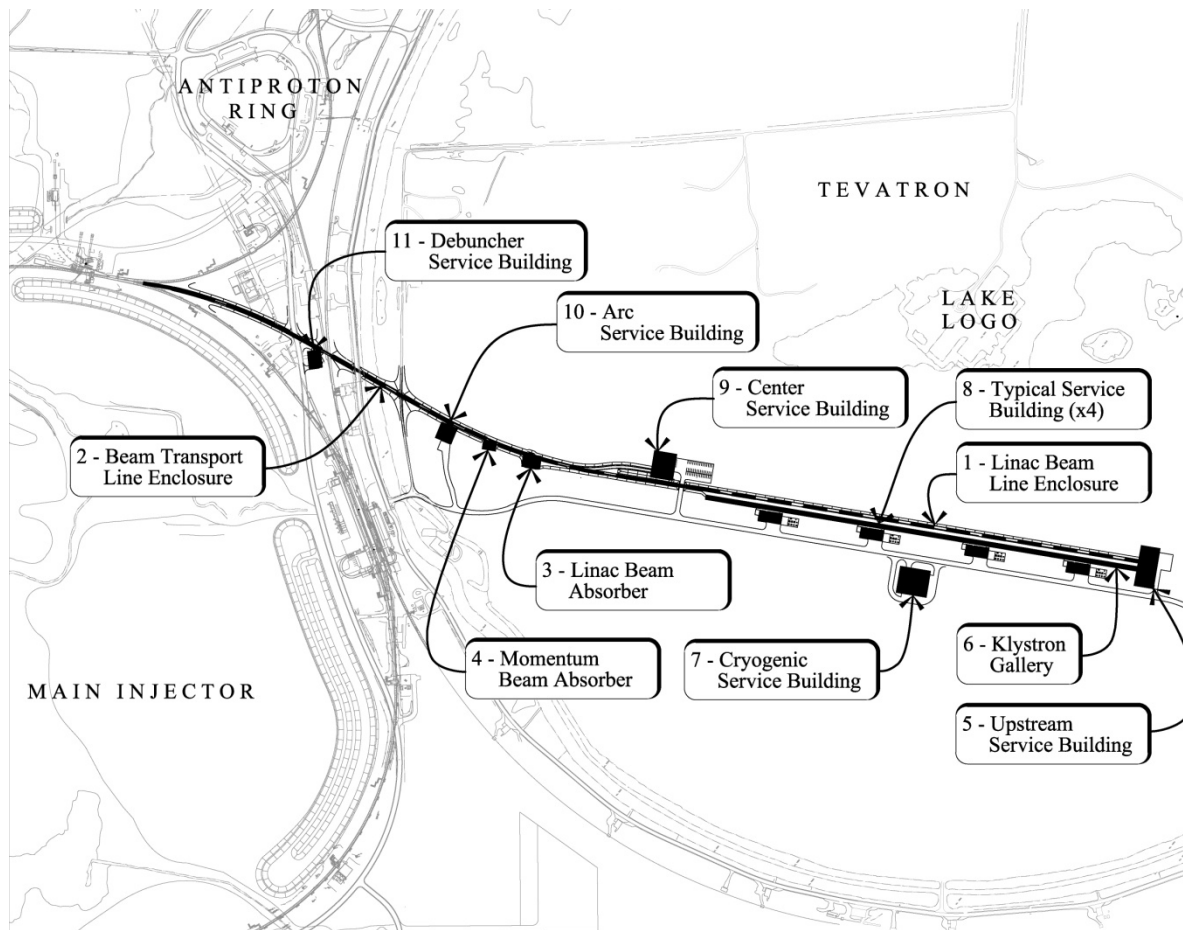 ANTIPROTON
RING
TEVATRON
11 - Debuncher
Service Building
LAKE
LOGO
10 - Arc
Service Building
9 - Center
Service Building
8 - Typical Service
Building (x4)
2 - Beam Transport
Line Enclosure
1 - Linac Beam
Line Enclosure
3 - Linac Beam
Absorber
4 - Momentum
Beam Absorber
7 - Cryogenic
Service Building
6 - Klystron
Gallery
MAIN INJECTOR
5 - Upstream
Service Building